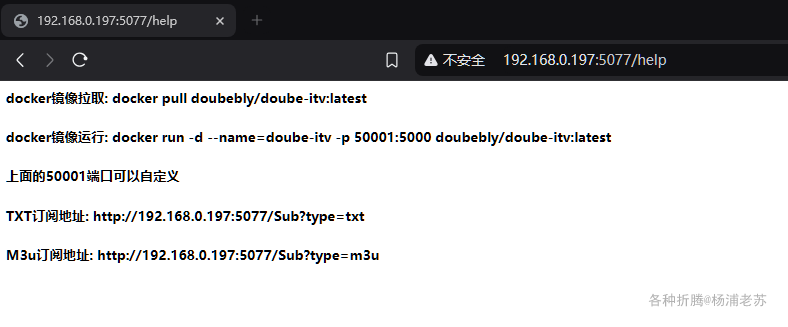 192.168.0.197:5077/help
不安全 192.168.0.197:5077/help
docker镜像拉取: docker pull doubebly/doube-itv:latest
docker镜像运行: docker run -d --name=doube-itv -p 50001:5000 doubebly/doube-itv:latest
上面的50001端口可以自定义
TXT订阅地址: http://192.168.0.197:5077/Sub?type=txt
M3u订阅地址: http://192.168.0.197:5077/Sub?type=m3u
各种折腾@杨浦老苏